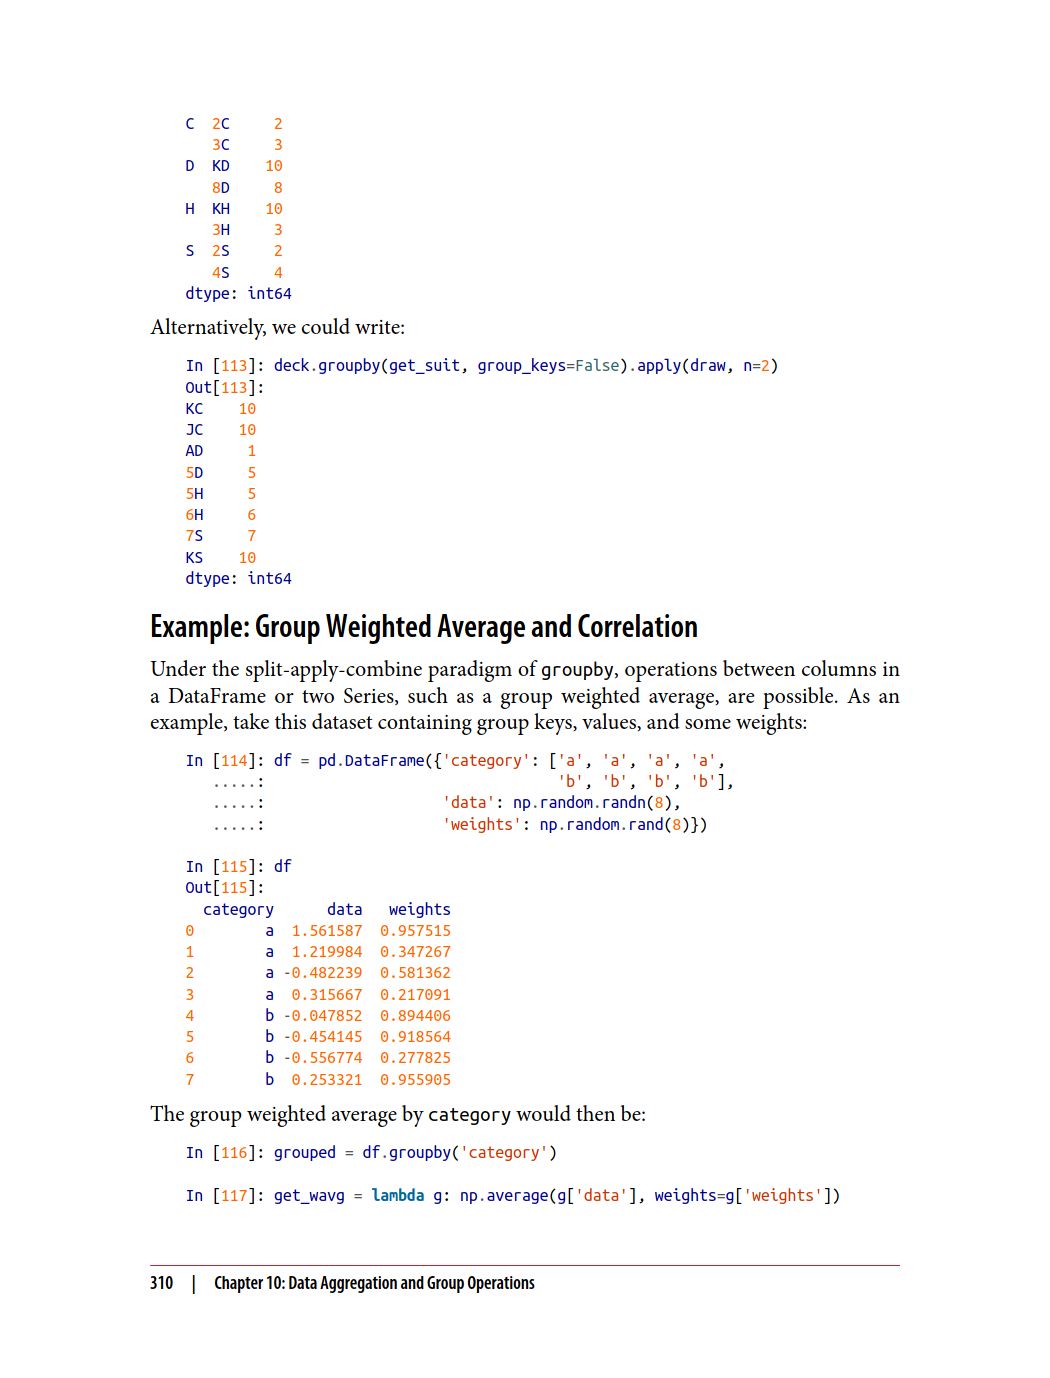 C  2C     2
   3C     3
D  KD    10
   8D     8
H  KH    10
   3H     3
S  2S     2
   4S     4
dtype: int64
Alternatively, we could write:
In [113]: deck.groupby(get_suit, group_keys=False).apply(draw, n=2)
Out[113]:
KC    10
JC    10
AD     1
5D     5
5H     5
6H     6
7S     7
KS    10
dtype: int64
Example: Group Weighted Average and Correlation
Under the split-apply-combine paradigm of groupby, operations between columns in
a DataFrame or two Series, such as a group weighted average, are possible. As an
example, take this dataset containing group keys, values, and some weights:
In [114]: df = pd.DataFrame({'category': ['a', 'a', 'a', 'a',
   .....:                                 'b', 'b', 'b', 'b'],
   .....:                    'data': np.random.randn(8),
   .....:                    'weights': np.random.rand(8)})
In [115]: df
Out[115]:
  category      data   weights
0        a  1.561587  0.957515
1        a  1.219984  0.347267
2        a -0.482239  0.581362
3        a  0.315667  0.217091
4        b -0.047852  0.894406
5        b -0.454145  0.918564
6        b -0.556774  0.277825
7        b  0.253321  0.955905
The group weighted average by category would then be:
In [116]: grouped = df.groupby('category')
In [117]: get_wavg = lambda g: np.average(g['data'], weights=g['weights'])
310 | Chapter 10: Data Aggregation and Group Operations